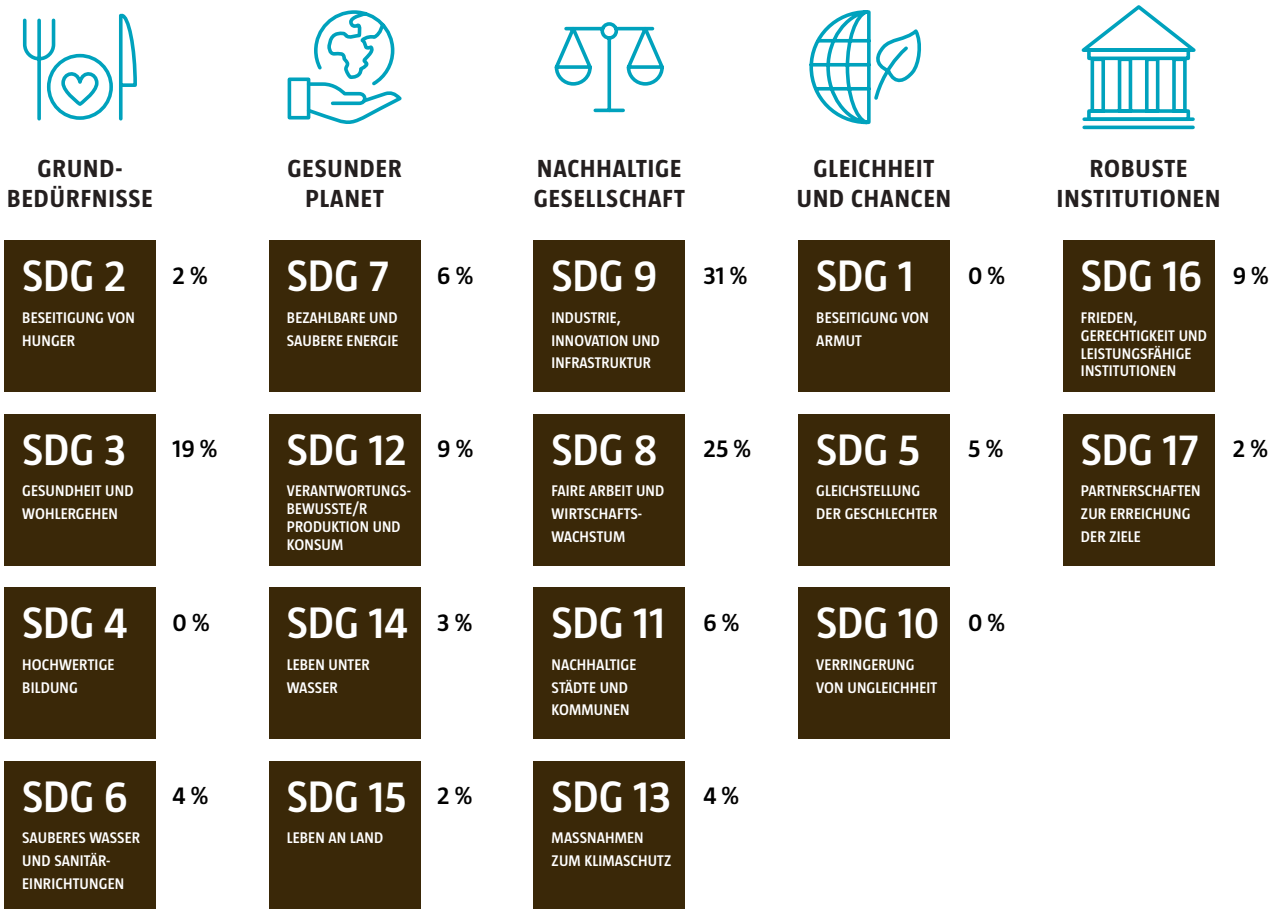 GRUND-
BEDÜRFNISSE
SDG 2
2 %
BESEITIGUNG VON
HUNGER
SDG 3
19 %
GESUNDHEIT UND
WOHLERGEHEN
SDG 4
0 %
HOCHWERTIGE
BILDUNG
SDG 6
4 %
SAUBERES WASSER
UND SANITÄR-
EINRICHTUNGEN
GESUNDER
PLANET
SDG 7
6 %
BEZAHLBARE UND
SAUBERE ENERGIE
SDG 12
9 %
VERANTWORTUNGS-
BEWUSSTE/R
PRODUKTION UND
KONSUM
SDG 14
3 %
LEBEN UNTER
WASSER
SDG 15
2 %
LEBEN AN LAND
NACHHALTIGE
GESELLSCHAFT
SDG 9
31 %
INDUSTRIE,
INNOVATION UND
INFRASTRUKTUR
SDG 8
25 %
FAIRE ARBEIT UND
WIRTSCHAFTS-
WACHSTUM
SDG 11
6 %
NACHHALTIGE
STÄDTE UND
KOMMUNEN
SDG 13
4 %
MASSNAHMEN
ZUM KLIMASCHUTZ
GLEICHHEIT
UND CHANCEN
SDG 1
0 %
BESEITIGUNG VON
ARMUT
SDG 5
5 %
GLEICHSTELLUNG
DER GESCHLECHTER
SDG 10
0 %
VERRINGERUNG
VON UNGLEICHHEIT
ROBUSTE
INSTITUTIONEN
SDG 16
9 %
FRIEDEN,
GERECHTIGKEIT UND
LEISTUNGSFÄHIGE
INSTITUTIONEN
SDG 17
2 %
PARTNERSCHAFTEN
ZUR ERREICHUNG
DER ZIELE